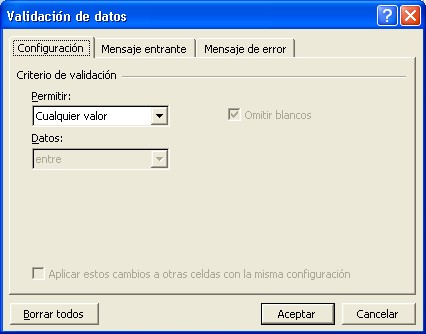 Validación de datos
Configuración
Mensaje entrante
Mensaje de error
Criterio de validación
Permitir:
Cualquier valor
Omitir blancos
Datos:
entre
Aplicar estos cambios a otras celdas con la misma configuración
Borrar todos
Aceptar
Cancelar